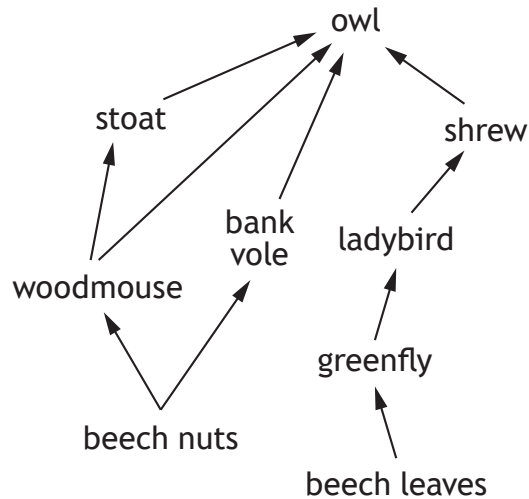 owl
stoat
shrew
bank
vole
ladybird
woodmouse
greenfly
beech nuts
beech leaves